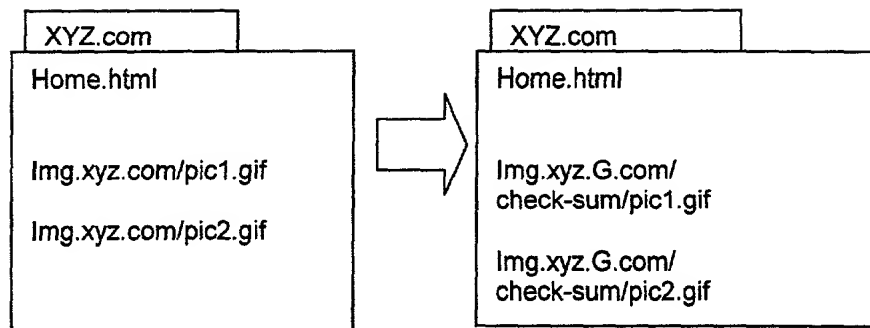 XYZ.com
Home.html
Img.xyz.com/pic1.gif
Img.xyz.com/pic2.gif
XYZ.com
Home.html
Img.xyz.G.com/
check-sum/pic1.gif
Img.xyz.G.com/
check-sum/pic2.gif